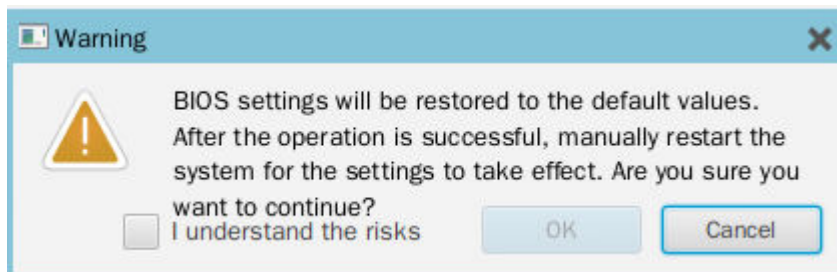 Warning
BIOS settings will be restored to the default values.
After the operation is successful, manually restart the
system for the settings to take effect. Are you sure you
want to continue?
I understand the risks
OK
Cancel